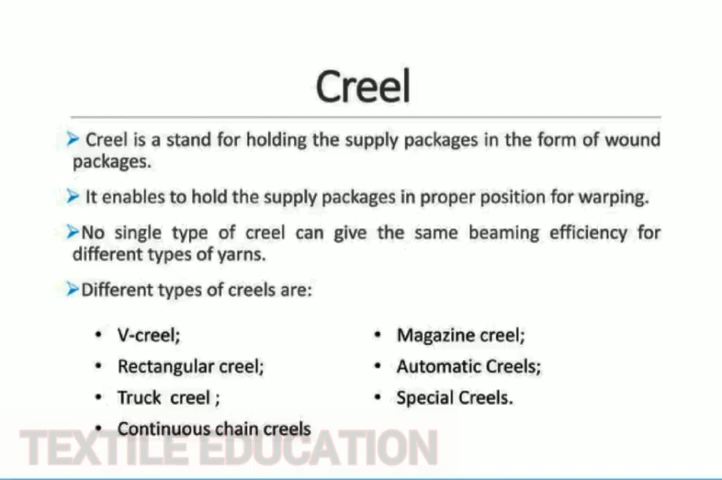 Creel
➢ Creel is a stand for holding the supply packages in the form of wound
packages.
➢ It enables to hold the supply packages in proper position for warping.
➢No single type of creel can give the same beaming efficiency for
different types of yarns.
➢Different types of creels are:
• V-creel;
• Rectangular creel;
• Truck creel ;
• Continuous chain creels
• Magazine creel;
• Automatic Creels;
• Special Creels.
TEXTILE EDUCATION